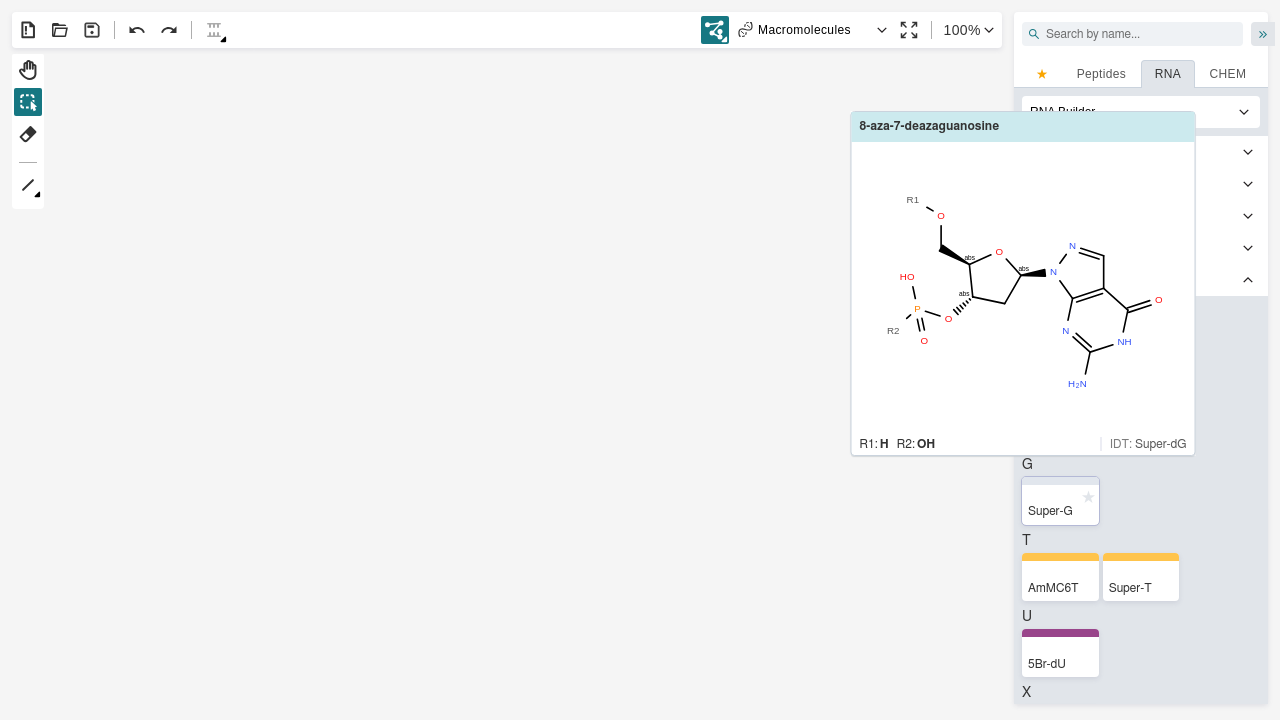 Macromolecules
100%
Search by name...
Peptides
RNA
CHEM
RNA Builder
8-aza-7-deazaguanosine
R1
O
abs
O
abs
N
N
HO
abs
P
O
R2
O
O
N
NH
H2N
R1: H R2: OH
IDT: Super-dG
G
Super-G
T
AmMC6T
Super-T
U
5Br-dU
X